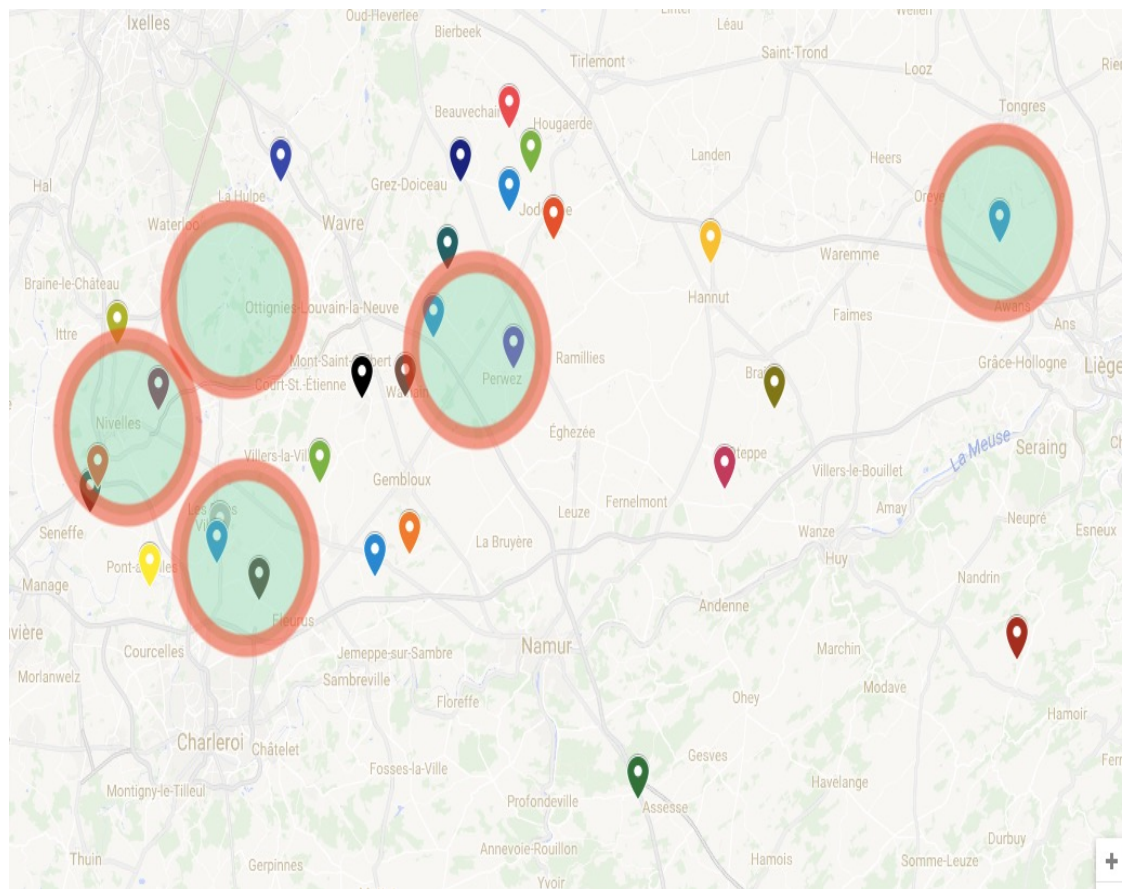 Oud-Heverlee
Ixelles
Bierbeek
Léau
Saint-Trond
Tirlemont
Looz
Tongres
Beauvechain
Hougaerde
Landen
Heers
Hal
La Hulpe
Grez-Doiceau
Oreye
Waterloo
Wavre
Waremme
Braine-le-Château
Hannut
Ottignies-Louvain-la-Neuve
Awans
Faimes
Ans
Ittre
Mont-Saint-
Ramillies
Grâce-Hollogne
Liège
Court-St.-Étienne
Perwez
Nivelles
Éghezée
La Meuse
Seraing
Villers-la-Vil
Gembloux
Villers-le-Bouillet
Fernelmont
Amay
Leuze
Neupré
Seneffe
Wanze
Esneux
La Bruyère
Huy
Nandrin
Manage
Andenne
Fleurus
Namur
Courcelles
Jemeppe-sur-Sambre
Marchin
Morlanwelz
Sambreville
Modave
Floreffe
Ohey
Hamoir
Charleroi
Châtelet
Gesves
Fosses-la-Ville
Havelange
Montigny-le-Tilleul
Profondeville
Assesse
Durbuy
Annevoie-Rouillon
Thuin
Gerpinnes
Hamois
Somme-Leuze
Yvoir
+